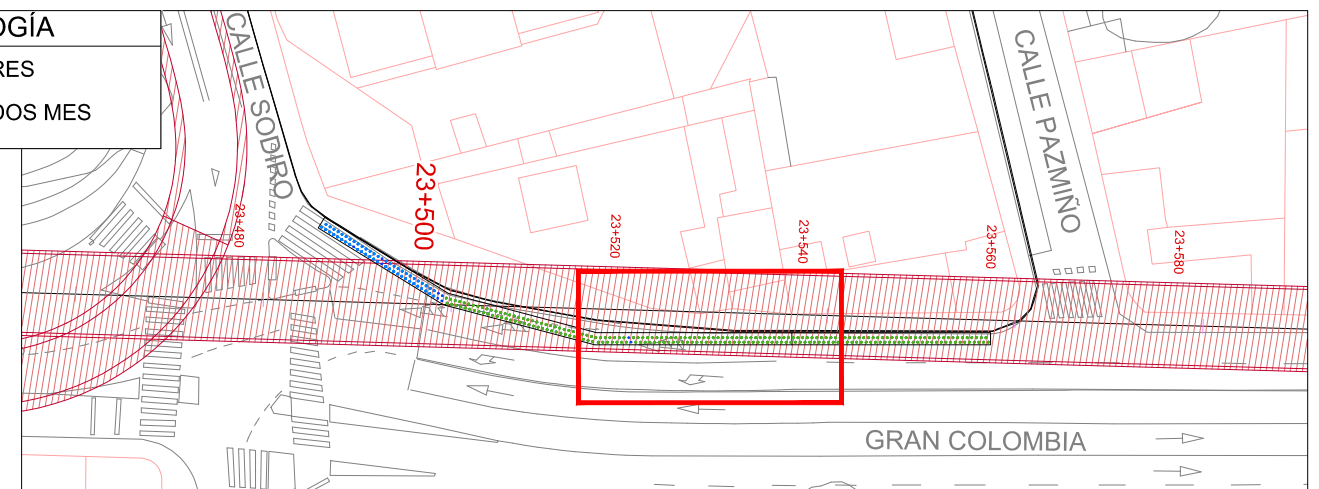 OGÍA
RES
DOS MES
CALLE SODIRO
CALLE PAZMIÑO
23+480
23+500
23+520
23+540
23+560
23+580
GRAN COLOMBIA